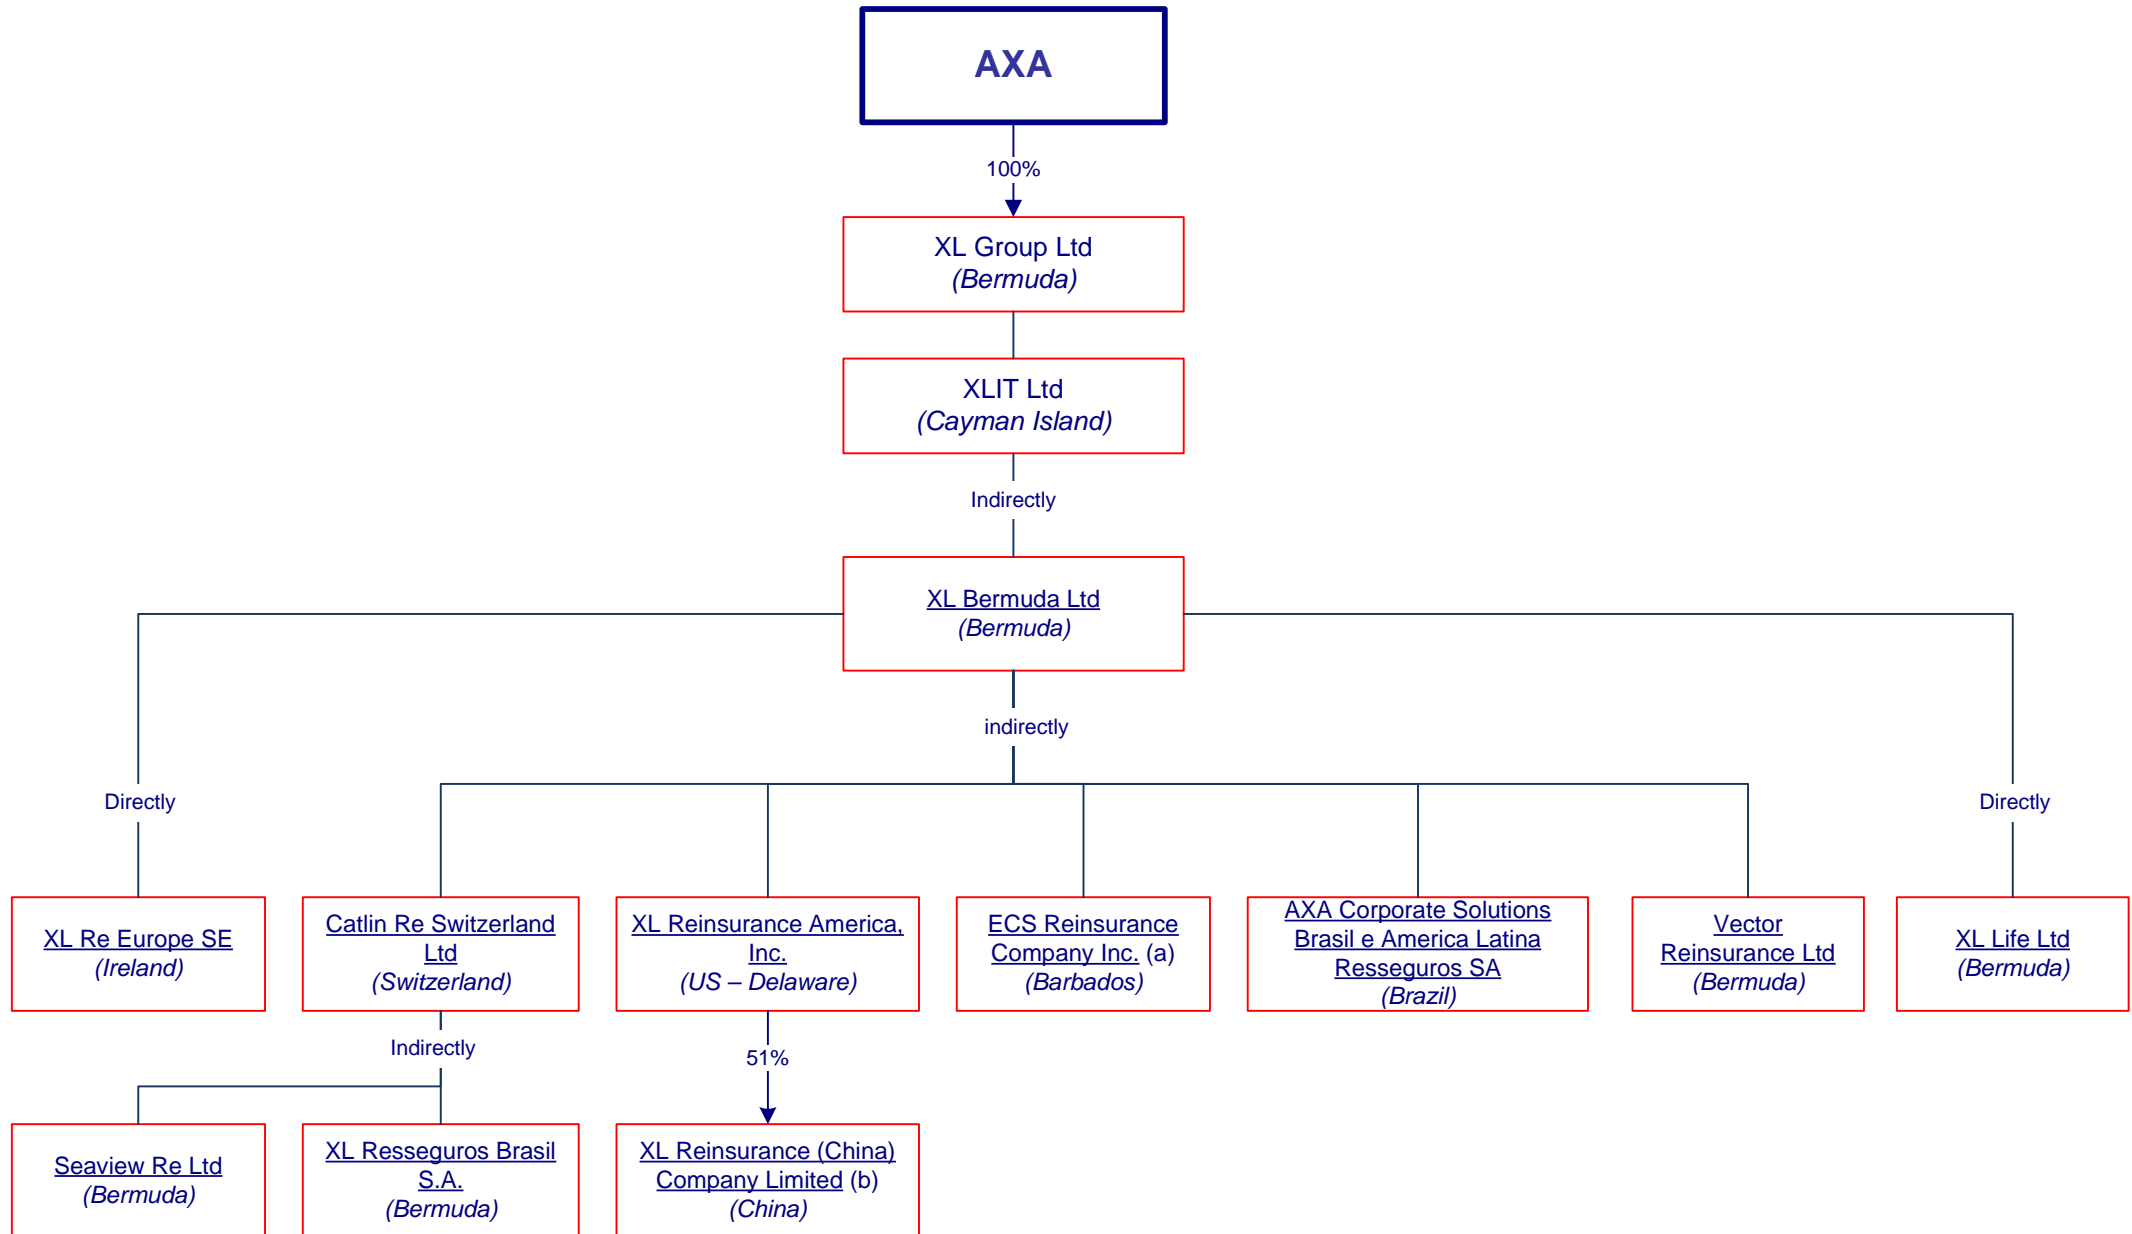 AXA
100%
XL Group Ltd
(Bermuda)
XLIT Ltd
(Cayman Island)
Indirectly
XL Bermuda Ltd
(Bermuda)
indirectly
Directly
Directly
XL Re Europe SE
(Ireland)
Catlin Re Switzerland
Ltd
(Switzerland)
XL Reinsurance America,
Inc.
(US – Delaware)
ECS Reinsurance
Company Inc. (a)
(Barbados)
AXA Corporate Solutions
Brasil e America Latina
Resseguros SA
(Brazil)
Vector
Reinsurance Ltd
(Bermuda)
XL Life Ltd
(Bermuda)
Indirectly
51%
Seaview Re Ltd
(Bermuda)
XL Resseguros Brasil
S.A.
(Bermuda)
XL Reinsurance (China)
Company Limited (b)
(China)